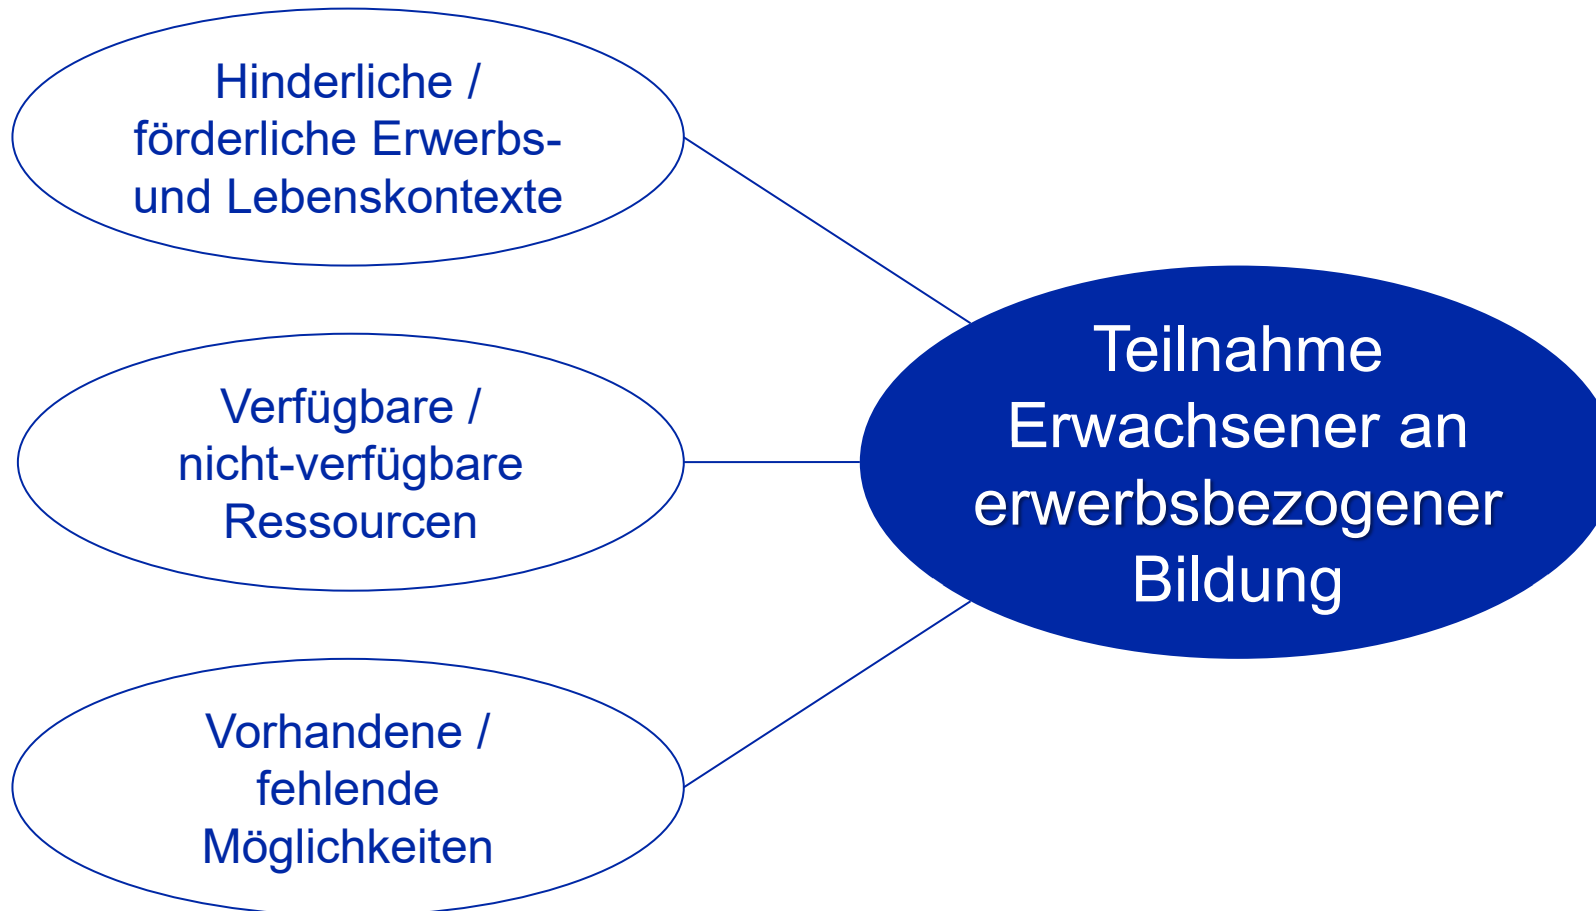 Hinderliche /
förderliche Erwerbs-
und Lebenskontexte
Verfügbare /
nicht-verfügbare
Ressourcen
Vorhandene /
fehlende
Möglichkeiten
Teilnahme
Erwachsener an
erwerbsbezogener
Bildung